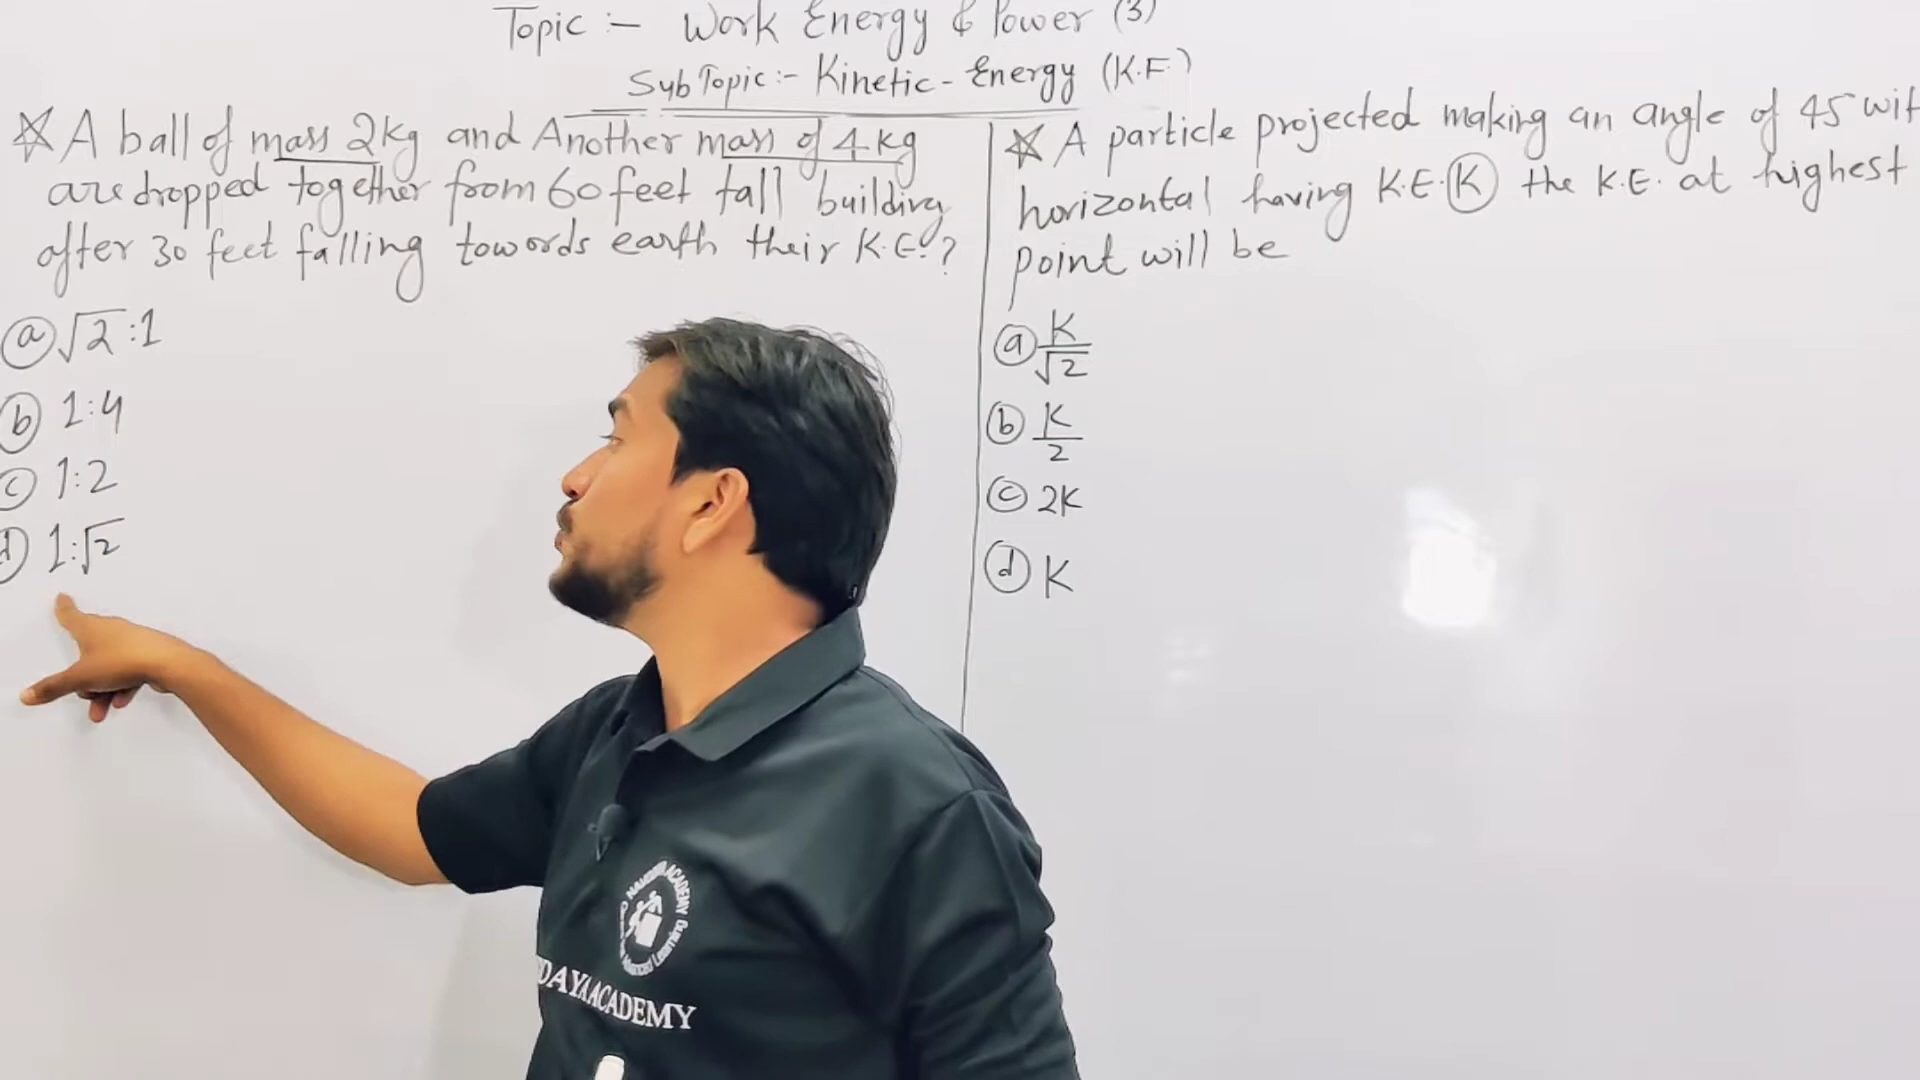 Topic :- Work Energy & Power (3)
Sub Topic :- Kinetic - Energy (K.E)
A ball of mass 2kg and Another mass of 4kg
are dropped together from 60 feet tall building
after 30 feet falling towords earth their K.E.?
(a) √2:1
(b) 1:4
(c) 1:2
(d) 1:√2
A particle projected making an angle of 45 wit
horizontal having K.E. (K) the K.E. at highest
point will be
(a) K/√2
(b) K/2
(c) 2K
(d) K
DAYA ACADEMY